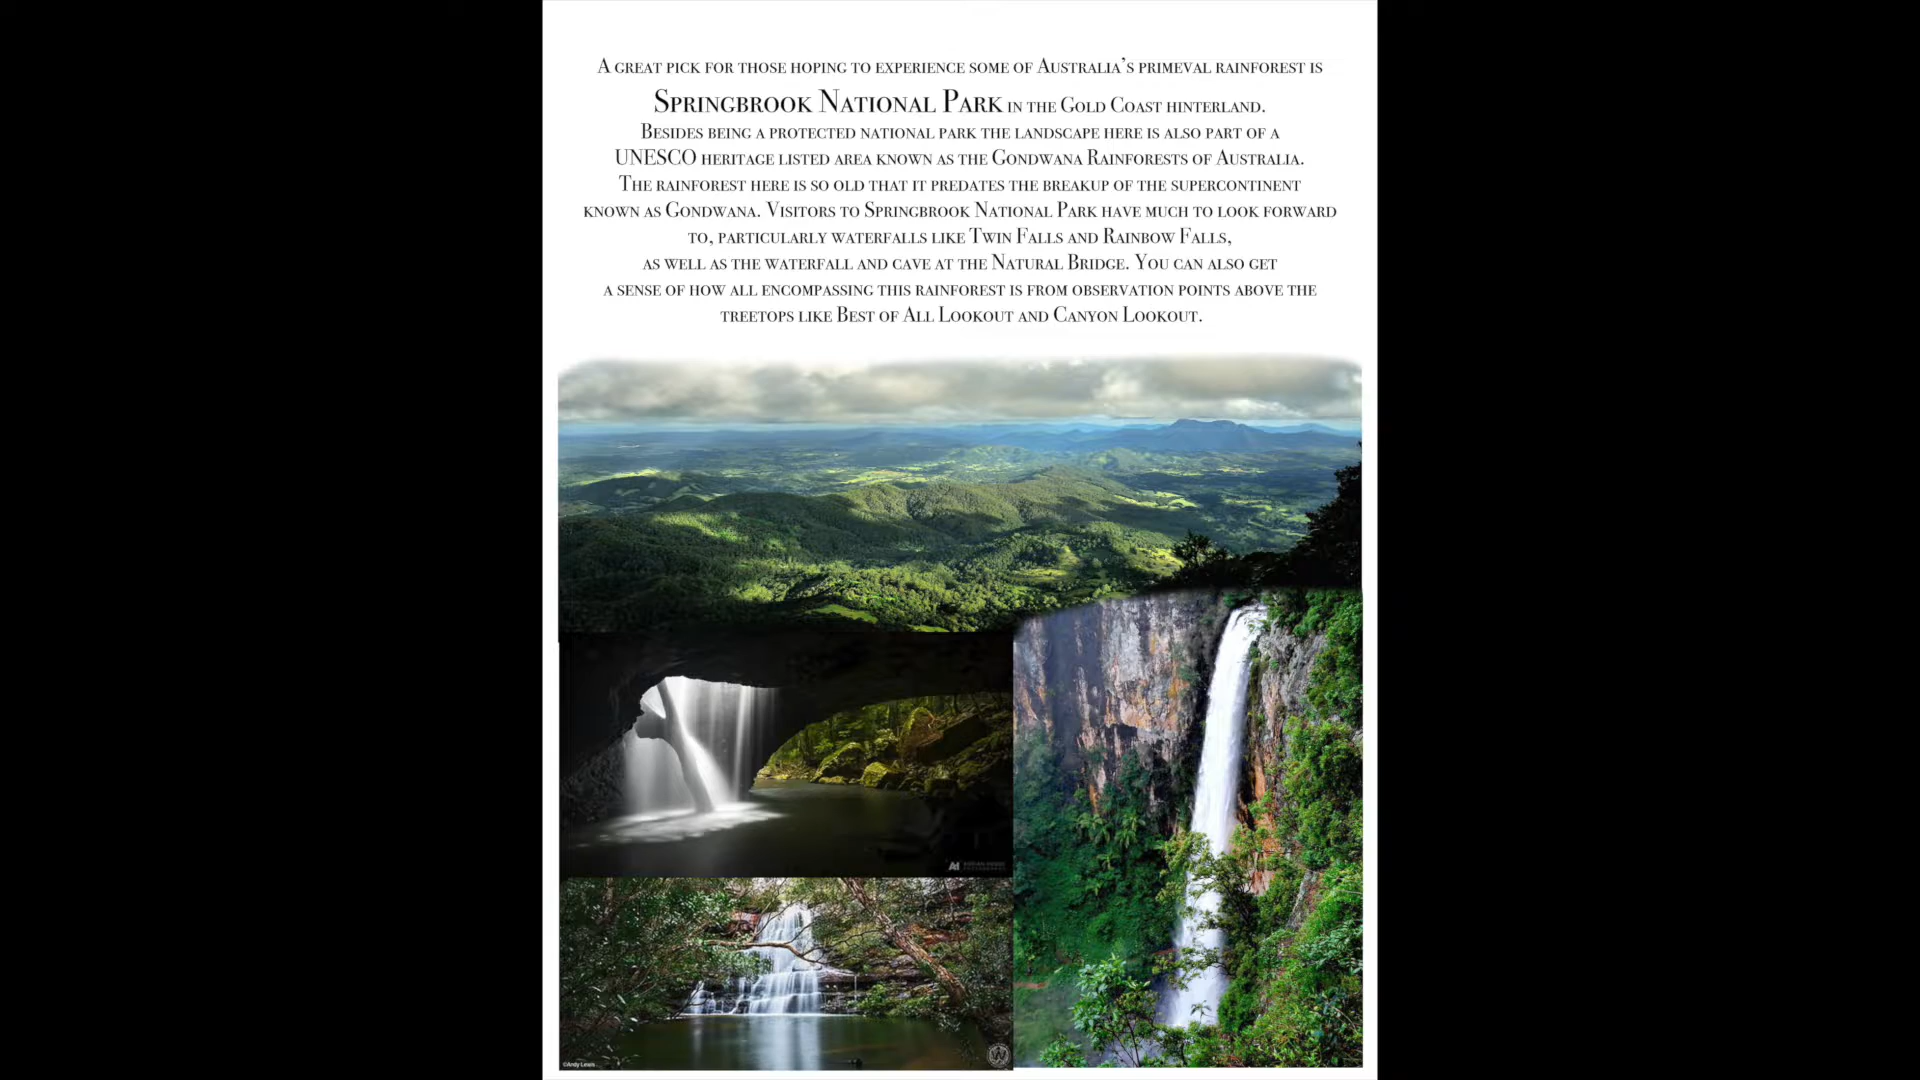 A great pick for those hoping to experience some of Australia's primeval rainforest is
Springbrook National Park in the Gold Coast hinterland.
Besides being a protected national park the landscape here is also part of a
UNESCO heritage listed area known as the Gondwana Rainforests of Australia.
The rainforest here is so old that it predates the breakup of the supercontinent
known as Gondwana. Visitors to Springbrook National Park have much to look forward
to, particularly waterfalls like Twin Falls and Rainbow Falls,
as well as the waterfall and cave at the Natural Bridge. You can also get
a sense of how all encompassing this rainforest is from observation points above the
treetops like Best of All Lookout and Canyon Lookout.
©Andy Lewis